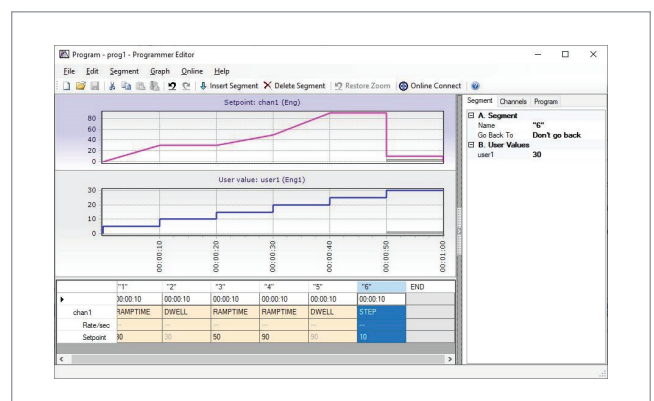 Program - prog1 - Programmer Editor
File Edit Segment Graph Online Help
Insert Segment Delete Segment Restore Zoom Online Connect
Segment Channels Program
A. Segment
Name "6"
Go Back To Don't go back
B. User Values
user1 30
Setpoint: chan1 (Eng)
80
60
40
20
0
User value: user1 (Eng1)
30
20
10
0
00:00:10 00:00:20 00:00:30 00:00:40 00:00:50 00:01:00
"1" "2" "3" "4" "5" "6" END
00:00:10 00:00:10 00:00:10 00:00:10 00:00:10 00:00:10
chan1 RAMPTIME DWELL RAMPTIME RAMPTIME DWELL STEP
Rate/sec --- --- --- --- --- ---
Setpoint 30 30 50 90 90 10